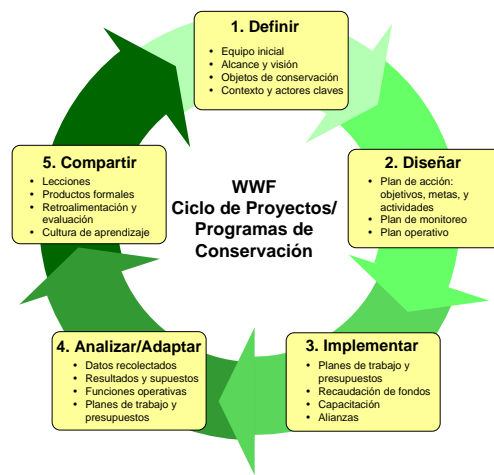 1. Definir
• Equipo inicial
• Alcance y visión
• Objetos de conservación
• Contexto y actores claves
2. Diseñar
• Plan de acción:
objetivos, metas, y
actividades
• Plan de monitoreo
• Plan operativo
WWF
Ciclo de Proyectos/
Programas de
Conservación
3. Implementar
• Planes de trabajo y
presupuestos
• Recaudación de fondos
• Capacitación
• Alianzas
4. Analizar/Adaptar
• Datos recolectados
• Resultados y supuestos
• Funciones operativas
• Planes de trabajo y
presupuestos
5. Compartir
• Lecciones
• Productos formales
• Retroalimentación y
evaluación
• Cultura de aprendizaje